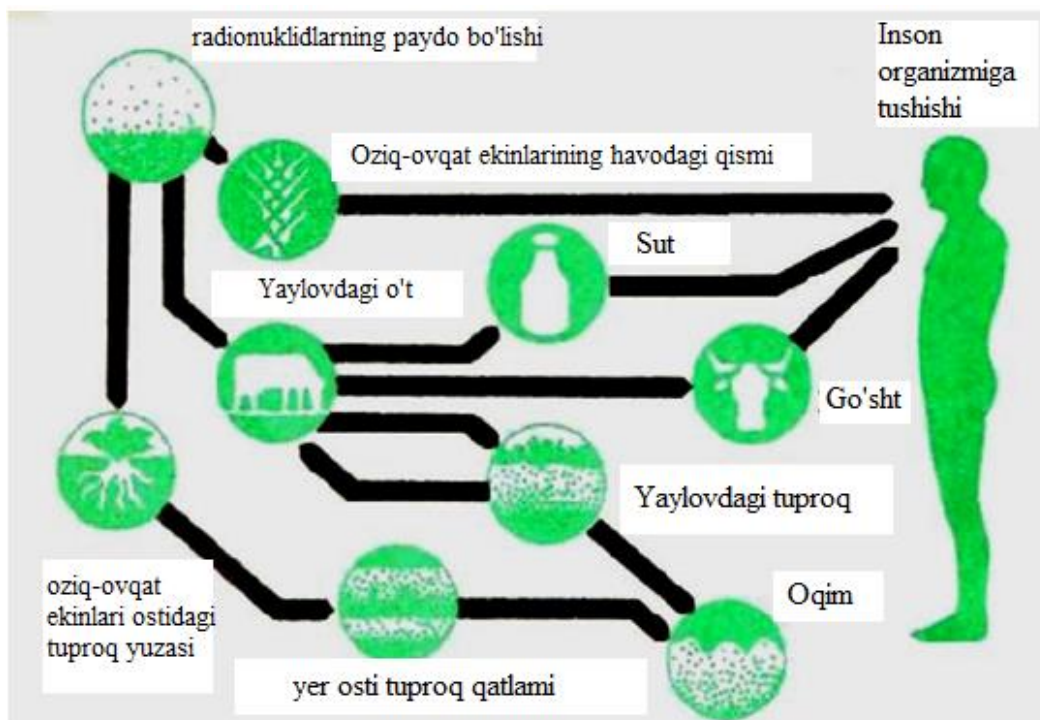 radionuklidlarning paydo bo'lishi
Inson
organizmiga
tushishi
Oziq-ovqat ekinlarining havodagi qismi
Sut
Yaylovdagi o't
Go'sht
Yaylovdagi tuproq
oziq-ovqat
ekinlari ostidagi
tuproq yuzasi
Oqim
yer osti tuproq qatlami